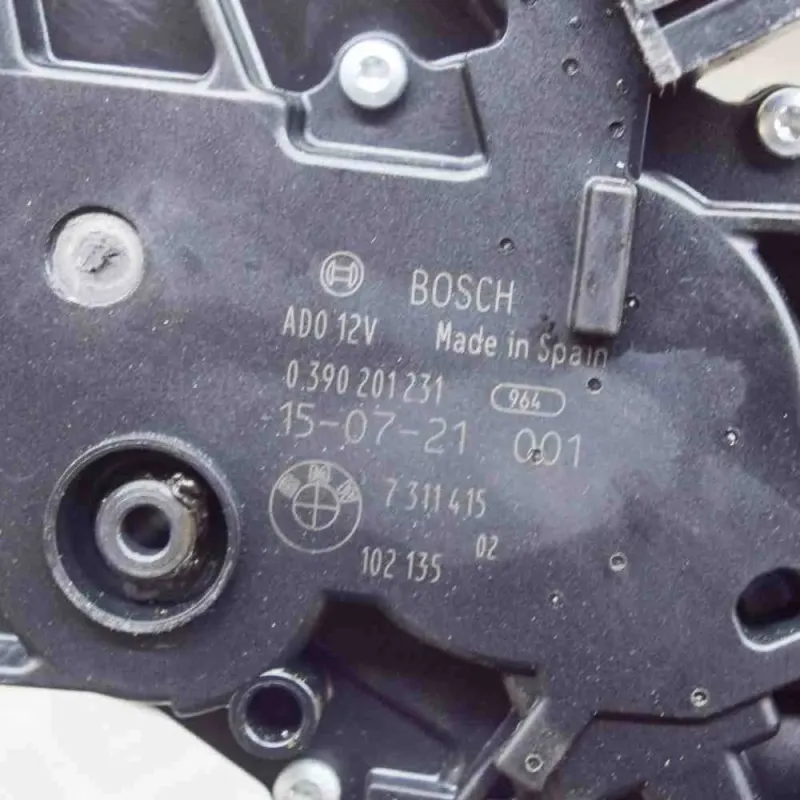 BOSCH
AD0 12V Made in Spain
0.390 201 231 964
15-07-21 001
BMW
7 311 415
102 135 02